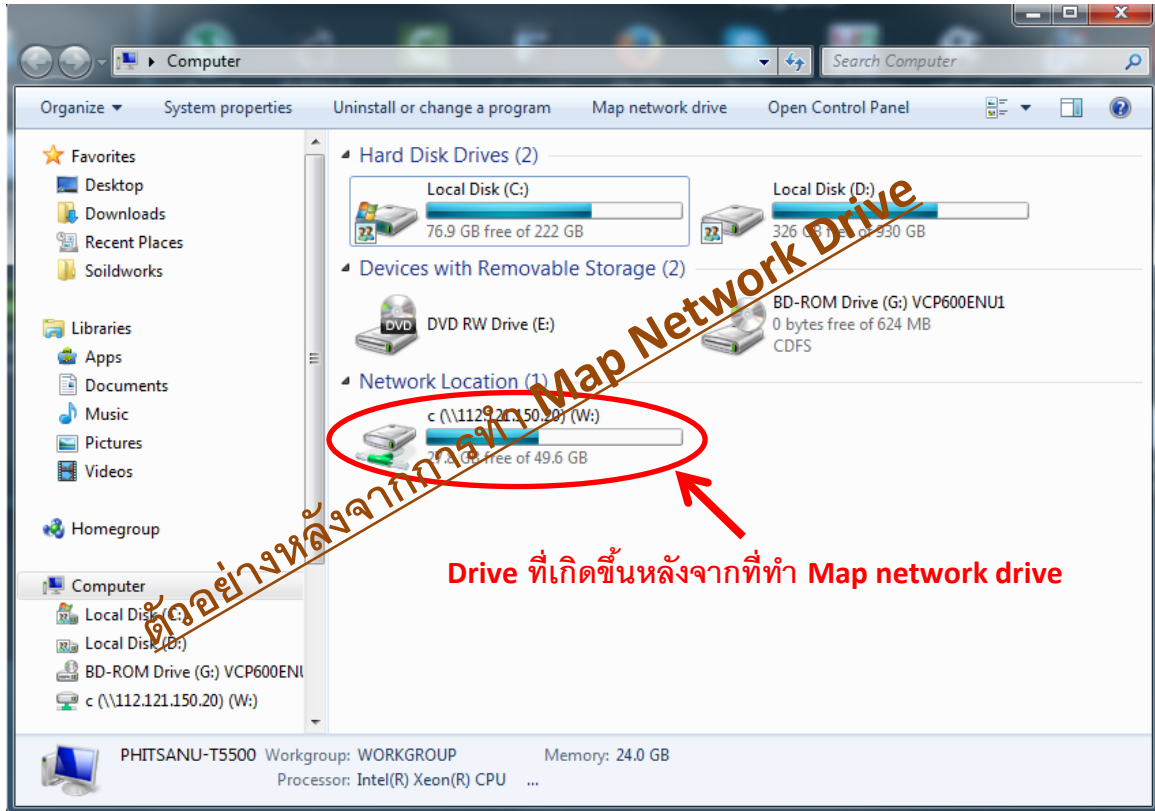 Computer
Search Computer
Organize
System properties
Uninstall or change a program
Map network drive
Open Control Panel
Favorites
Desktop
Downloads
Recent Places
Soildworks
Libraries
Apps
Documents
Music
Pictures
Videos
Homegroup
Computer
Local Disk (C:)
Local Disk (D:)
BD-ROM Drive (G:) VCP600ENU
c (\\112.121.150.20) (W:)
Hard Disk Drives (2)
Local Disk (C:)
76.9 GB free of 222 GB
Local Disk (D:)
326 GB free of 930 GB
Devices with Removable Storage (2)
DVD RW Drive (E:)
BD-ROM Drive (G:) VCP600ENU1
0 bytes free of 624 MB
CDFS
Network Location (1)
c (\\112.121.150.20) (W:)
27.8 GB free of 49.6 GB
ตัวอย่างหลังจากการทำ Map Network Drive
Drive ที่เกิดขึ้นหลังจากที่ทำ Map network drive
PHITSANU-T5500 Workgroup: WORKGROUP Memory: 24.0 GB
Processor: Intel(R) Xeon(R) CPU ...